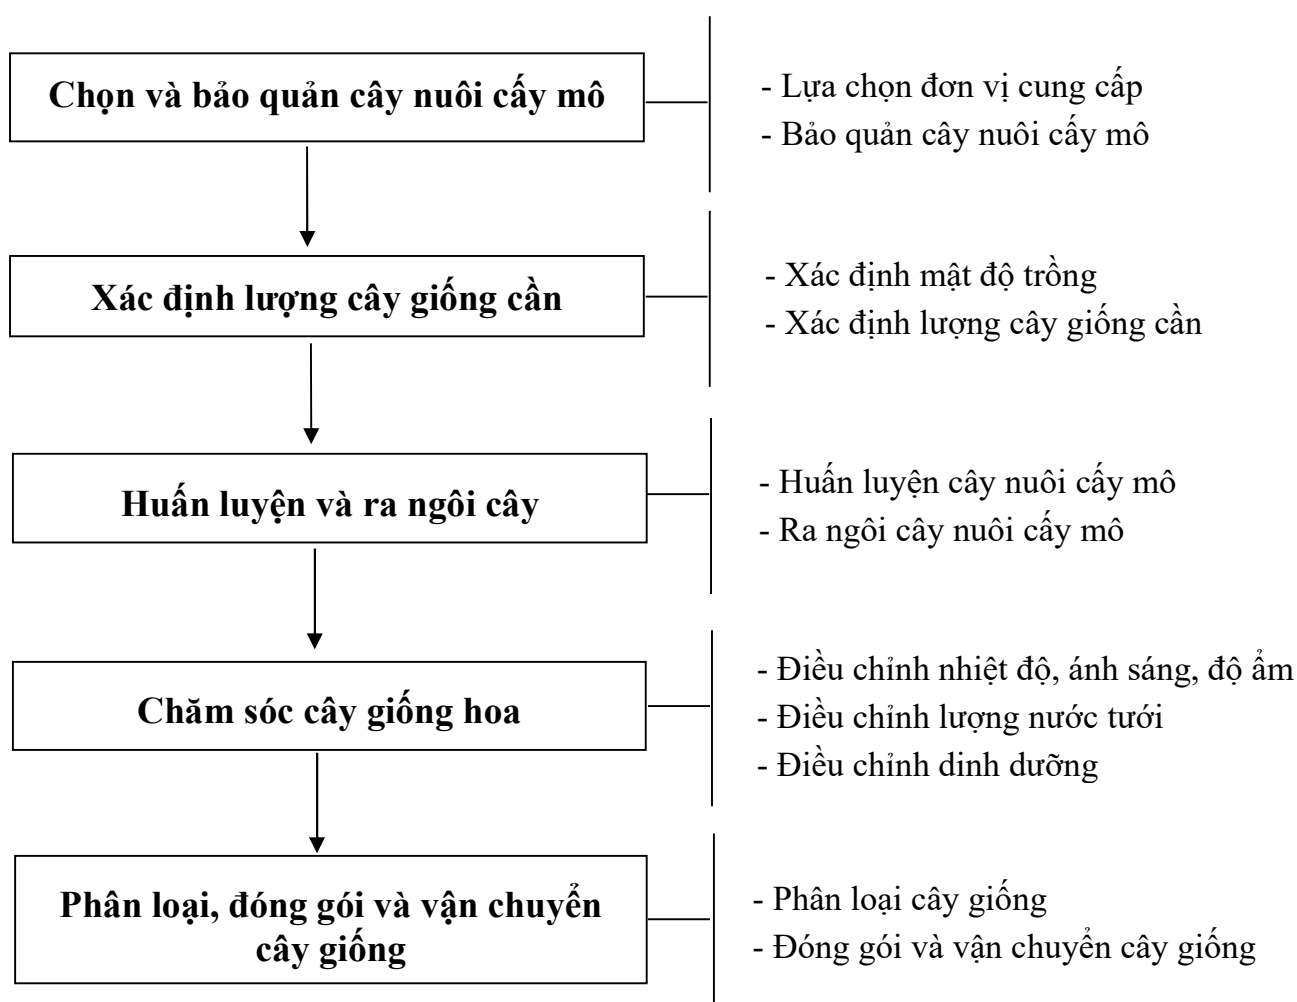 Chọn và bảo quản cây nuôi cấy mô
- Lựa chọn đơn vị cung cấp
- Bảo quản cây nuôi cấy mô
Xác định lượng cây giống cần
- Xác định mật độ trồng
- Xác định lượng cây giống cần
Huấn luyện và ra ngôi cây
- Huấn luyện cây nuôi cấy mô
- Ra ngôi cây nuôi cấy mô
Chăm sóc cây giống hoa
- Điều chỉnh nhiệt độ, ánh sáng, độ ẩm
- Điều chỉnh lượng nước tưới
- Điều chỉnh dinh dưỡng
Phân loại, đóng gói và vận chuyển
cây giống
- Phân loại cây giống
- Đóng gói và vận chuyển cây giống